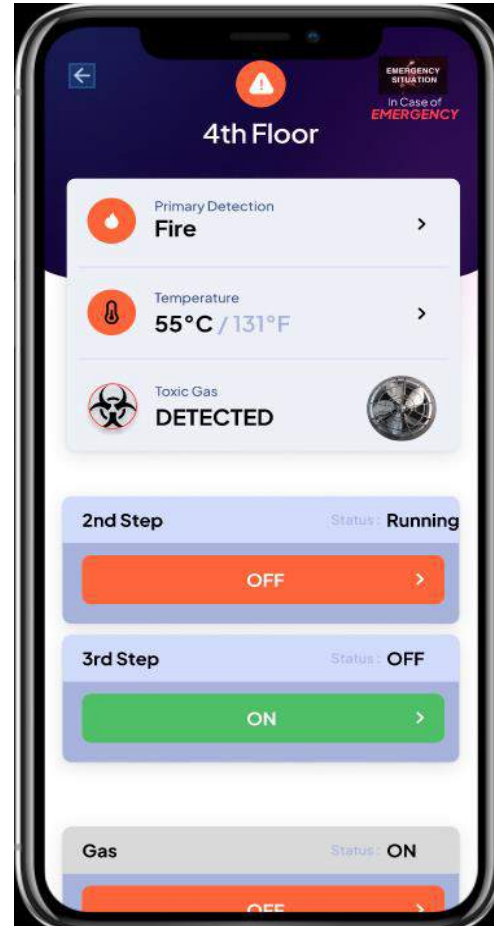 EMERGENCY
SITUATION
In Case of
EMERGENCY
4th Floor
Primary Detection
Fire
Temperature
55°C / 131°F
Toxic Gas
DETECTED
2nd Step Status : Running
OFF
3rd Step Status : OFF
ON
Gas Status : ON
OFF